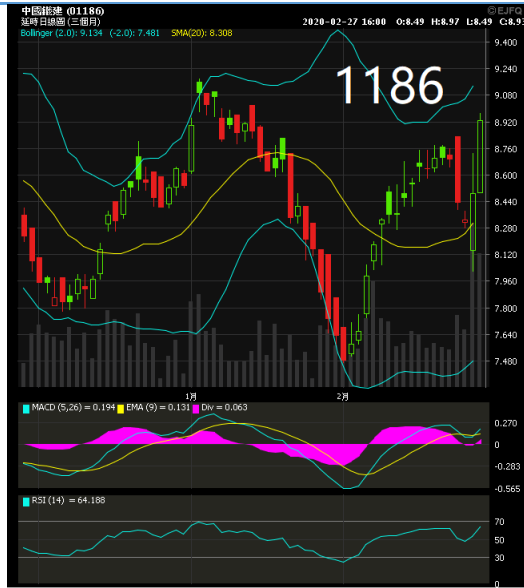 中國鐵建 (01186)
©EJFQ
延時日線圖 (三個月)
2020-02-27 16:00 O:8.49 H:8.97 L:8.49 C:8.93
Bollinger (2.0): 9.134 (-2.0): 7.481 SMA(20): 8.308
1186
9.400
9.240
9.080
8.920
8.760
8.600
8.440
8.280
8.120
7.960
7.800
7.640
7.480
1月 2月
MACD (5,26) = 0.194 EMA (9) = 0.131 Div = 0.063
0.270
0
-0.283
-0.565
RSI (14) = 64.188
70
50
30
0